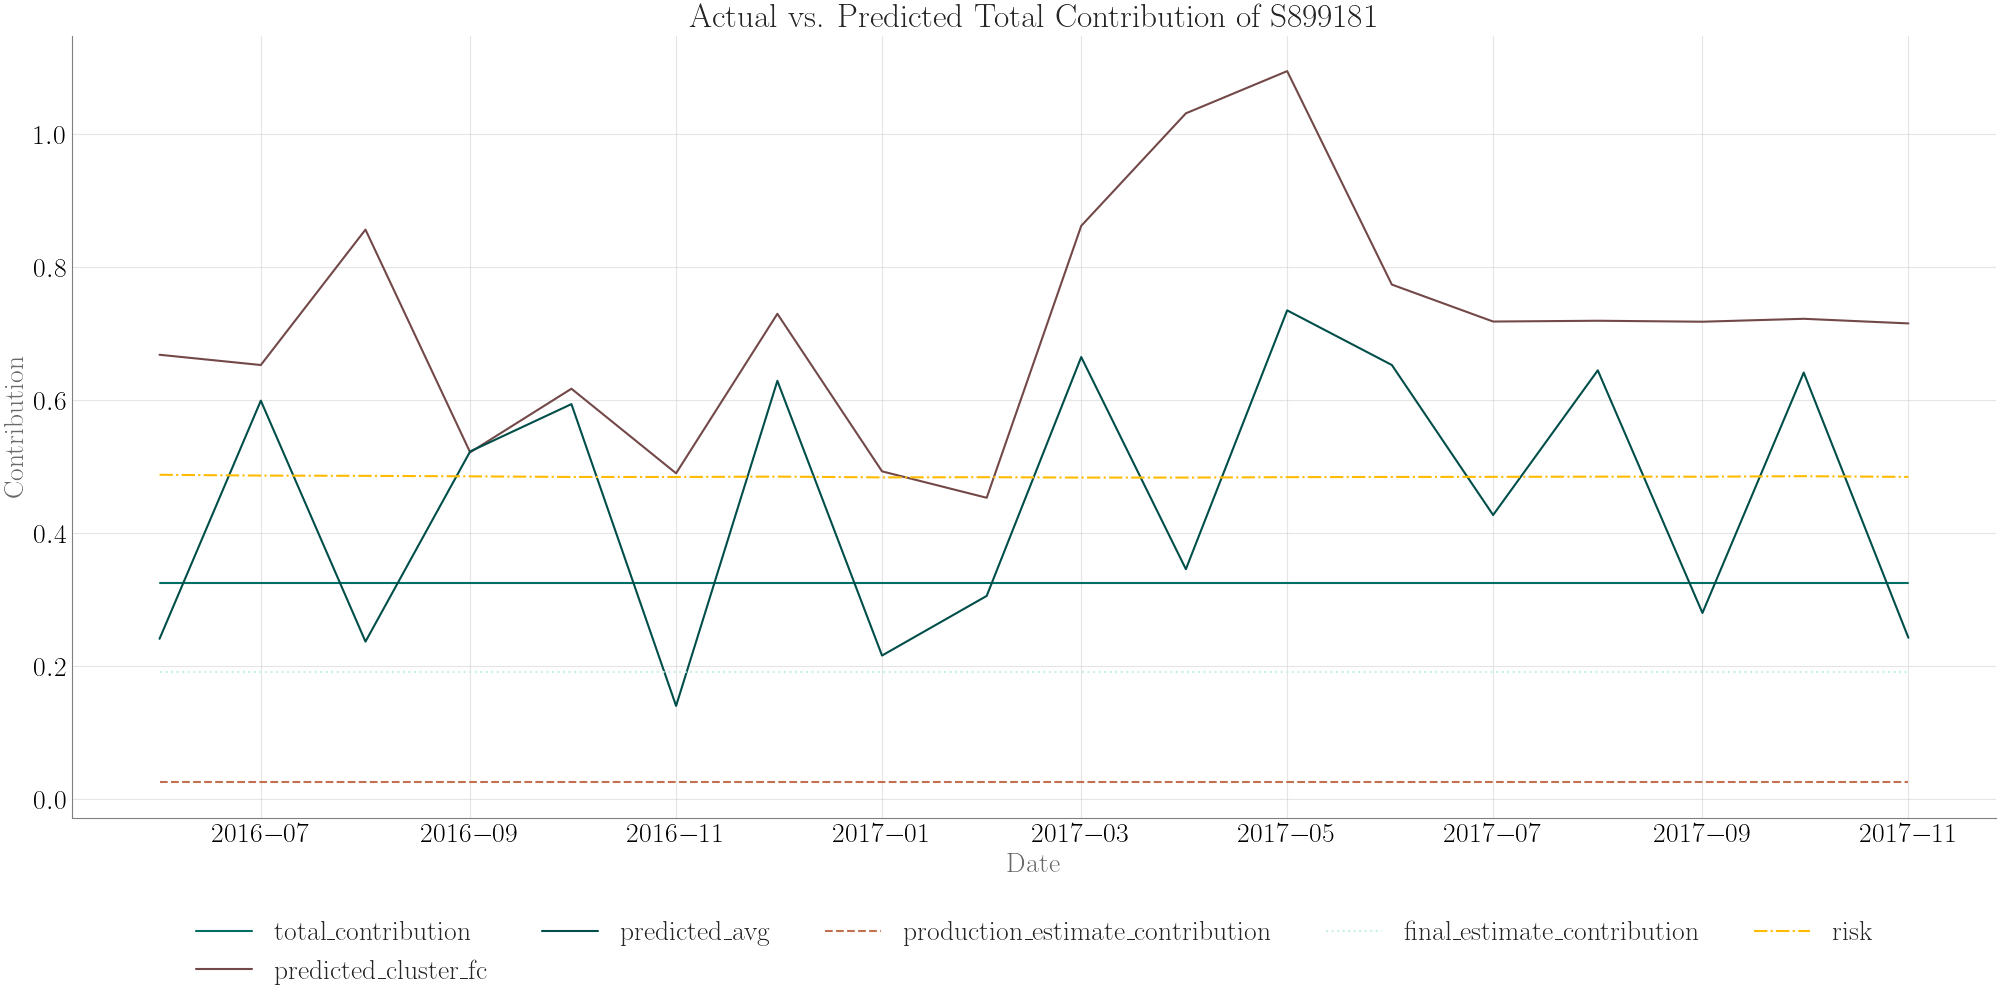 Actual vs. Predicted Total Contribution of S899181
Contribution
1.0
0.8
0.6
0.4
0.2
0.0
2016–07 2016–09 2016–11 2017–01 2017–03 2017–05 2017–07 2017–09 2017–11
Date
total_contribution predicted_avg production_estimate_contribution final_estimate_contribution risk
predicted_cluster_fc